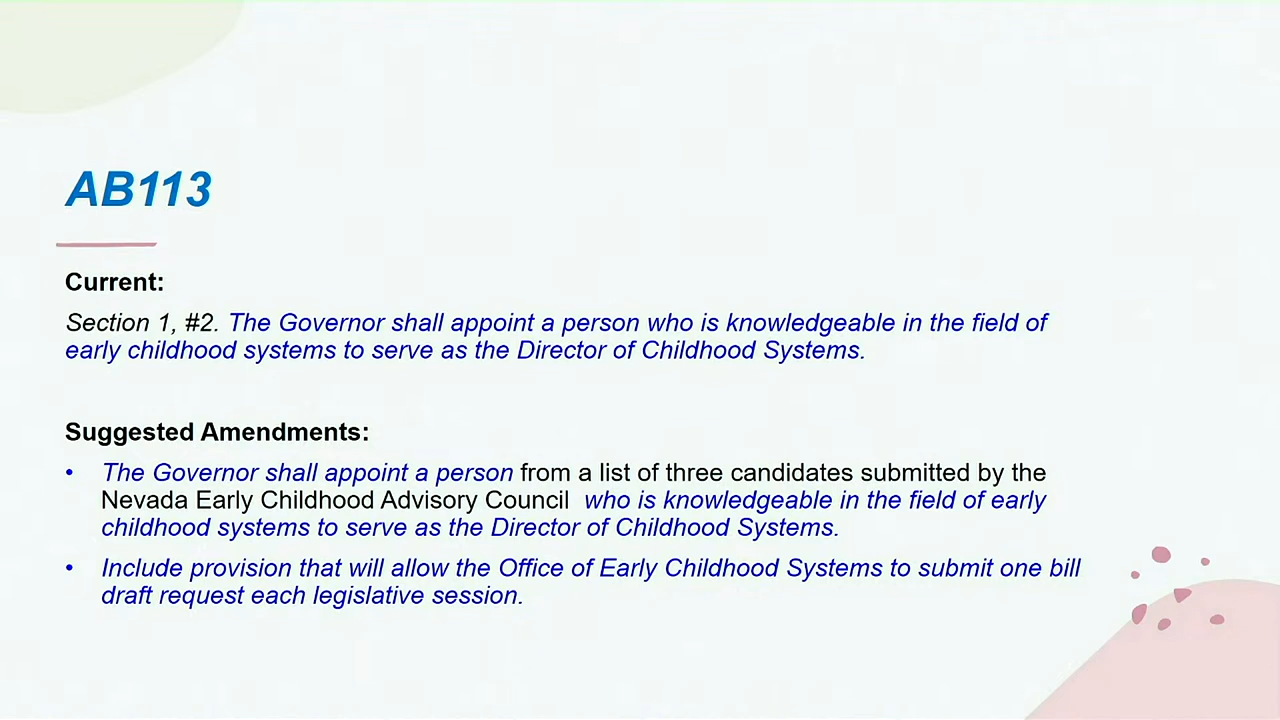 AB113
Current:
Section 1, #2. The Governor shall appoint a person who is knowledgeable in the field of
early childhood systems to serve as the Director of Childhood Systems.
Suggested Amendments:
• The Governor shall appoint a person from a list of three candidates submitted by the
Nevada Early Childhood Advisory Council who is knowledgeable in the field of early
childhood systems to serve as the Director of Childhood Systems.
• Include provision that will allow the Office of Early Childhood Systems to submit one bill
draft request each legislative session.